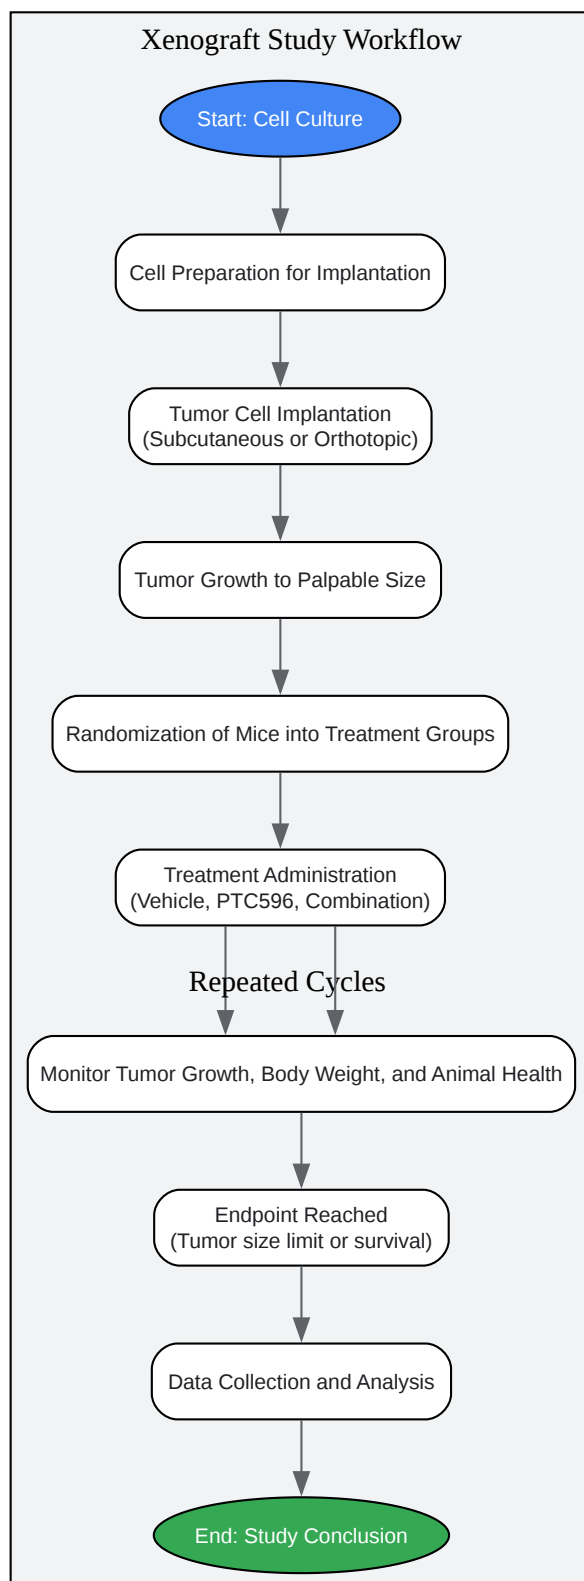 Xenograft Study Workflow
Start: Cell Culture
Cell Preparation for Implantation
Tumor Cell Implantation
(Subcutaneous or Orthotopic)
Tumor Growth to Palpable Size
Randomization of Mice into Treatment Groups
Treatment Administration
(Vehicle, PTC596, Combination)
Repeated Cycles
Monitor Tumor Growth, Body Weight, and Animal Health
Endpoint Reached
(Tumor size limit or survival)
Data Collection and Analysis
End: Study Conclusion